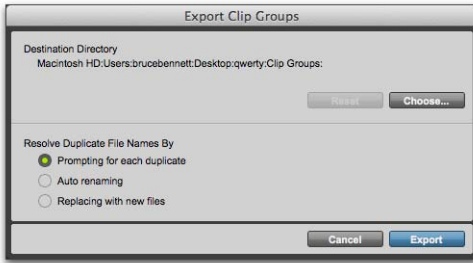 Export Clip Groups
Destination Directory
Macintosh HD:Users:brucebennett:Desktop:qwerty:Clip Groups:
Reset Choose...
Resolve Duplicate File Names By
Prompting for each duplicate
Auto renaming
Replacing with new files
Cancel Export